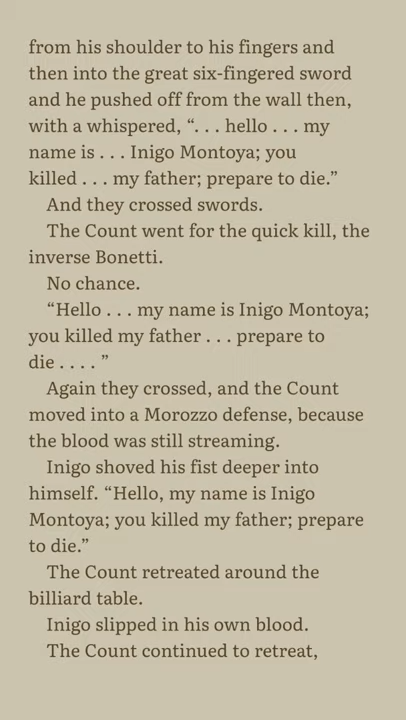 from his shoulder to his fingers and
then into the great six-fingered sword
and he pushed off from the wall then,
with a whispered, “. . . hello . . . my
name is . . . Inigo Montoya; you
killed . . . my father; prepare to die.”
And they crossed swords.
The Count went for the quick kill, the
inverse Bonetti.
No chance.
“Hello . . . my name is Inigo Montoya;
you killed my father . . . prepare to
die . . . . ”
Again they crossed, and the Count
moved into a Morozzo defense, because
the blood was still streaming.
Inigo shoved his fist deeper into
himself. “Hello, my name is Inigo
Montoya; you killed my father; prepare
to die.”
The Count retreated around the
billiard table.
Inigo slipped in his own blood.
The Count continued to retreat,